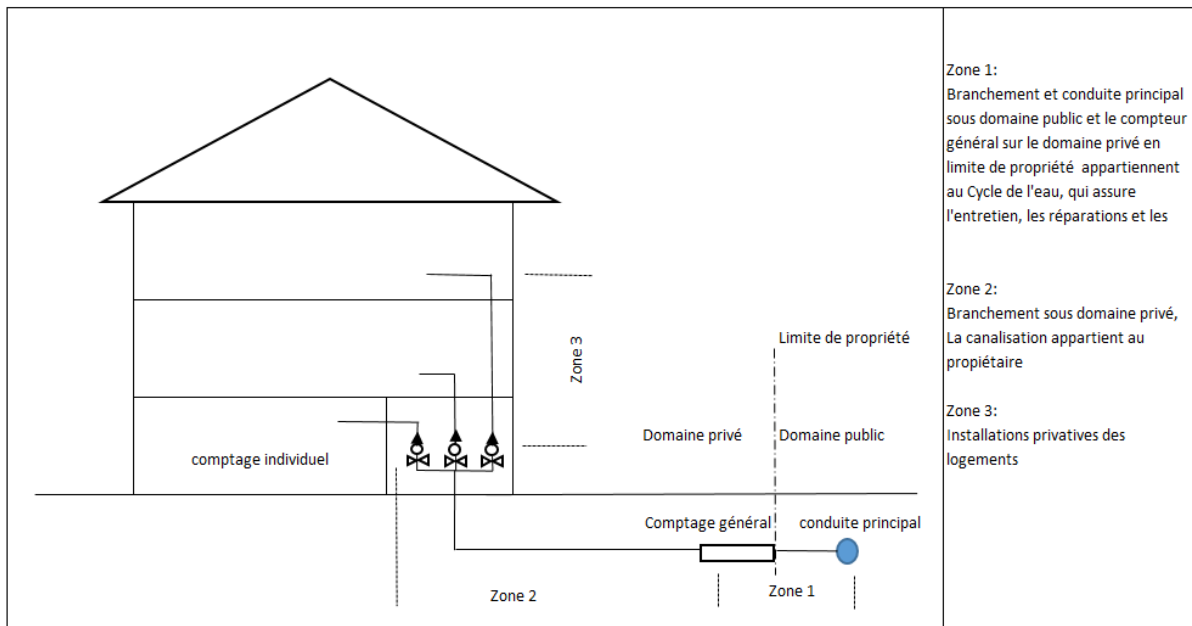 Zone 1:
Branchement et conduite principal
sous domaine public et le compteur
général sur le domaine privé en
limite de propriété appartiennent
au Cycle de l'eau, qui assure
l'entretien, les réparations et les
Zone 2:
Branchement sous domaine privé,
La canalisation appartient au
propiétaire
Zone 3:
Installations privatives des
logements
Limite de propriété
Zone 3
Domaine privé
Domaine public
comptage individuel
Comptage général
conduite principal
Zone 2
Zone 1